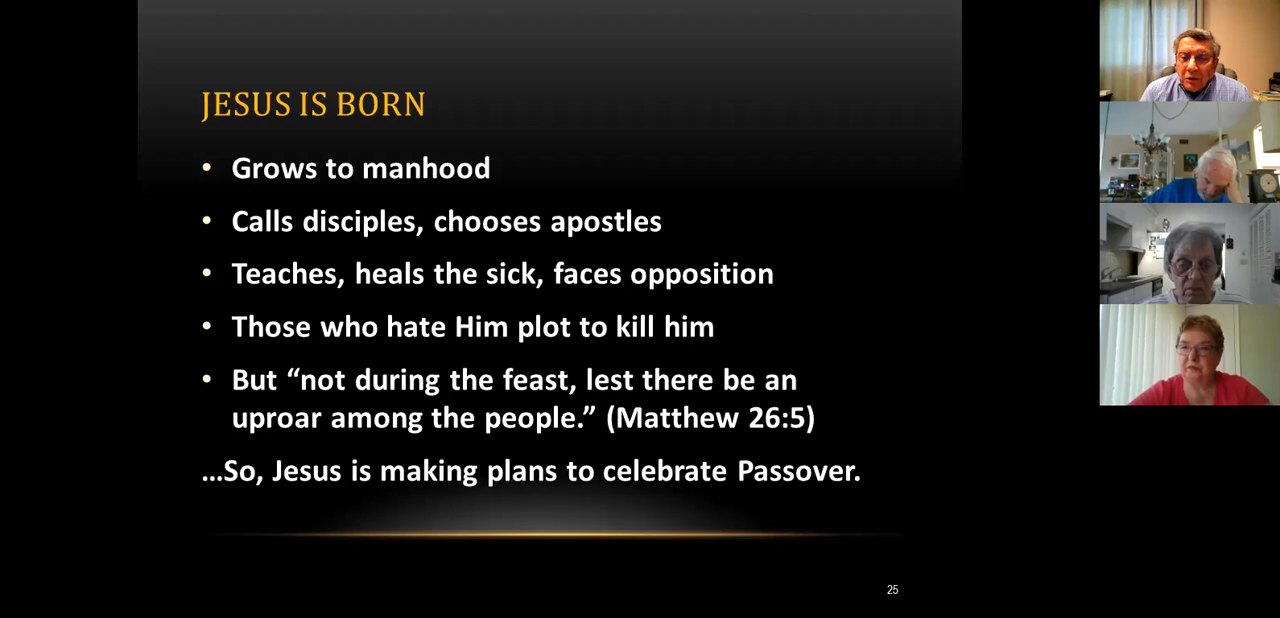 JESUS IS BORN
• Grows to manhood
• Calls disciples, chooses apostles
• Teaches, heals the sick, faces opposition
• Those who hate Him plot to kill him
• But “not during the feast, lest there be an
uproar among the people.” (Matthew 26:5)
…So, Jesus is making plans to celebrate Passover.
25